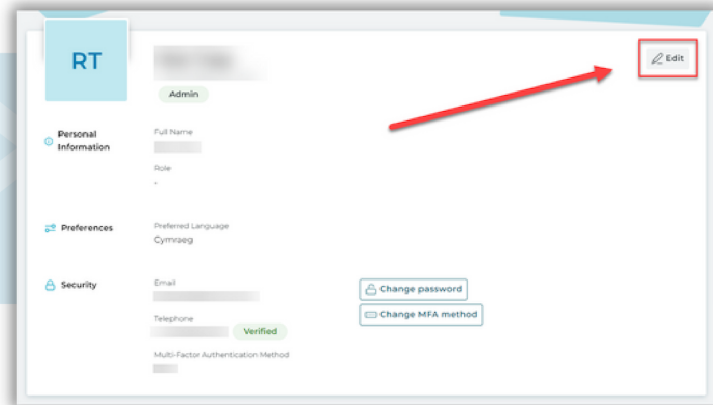 RT
Edit
Admin
Personal
Information
Full Name
Role
-
Preferences
Preferred Language
Cymraeg
Security
Email
Change password
Telephone
Change MFA method
Verified
Multi-Factor Authentication Method